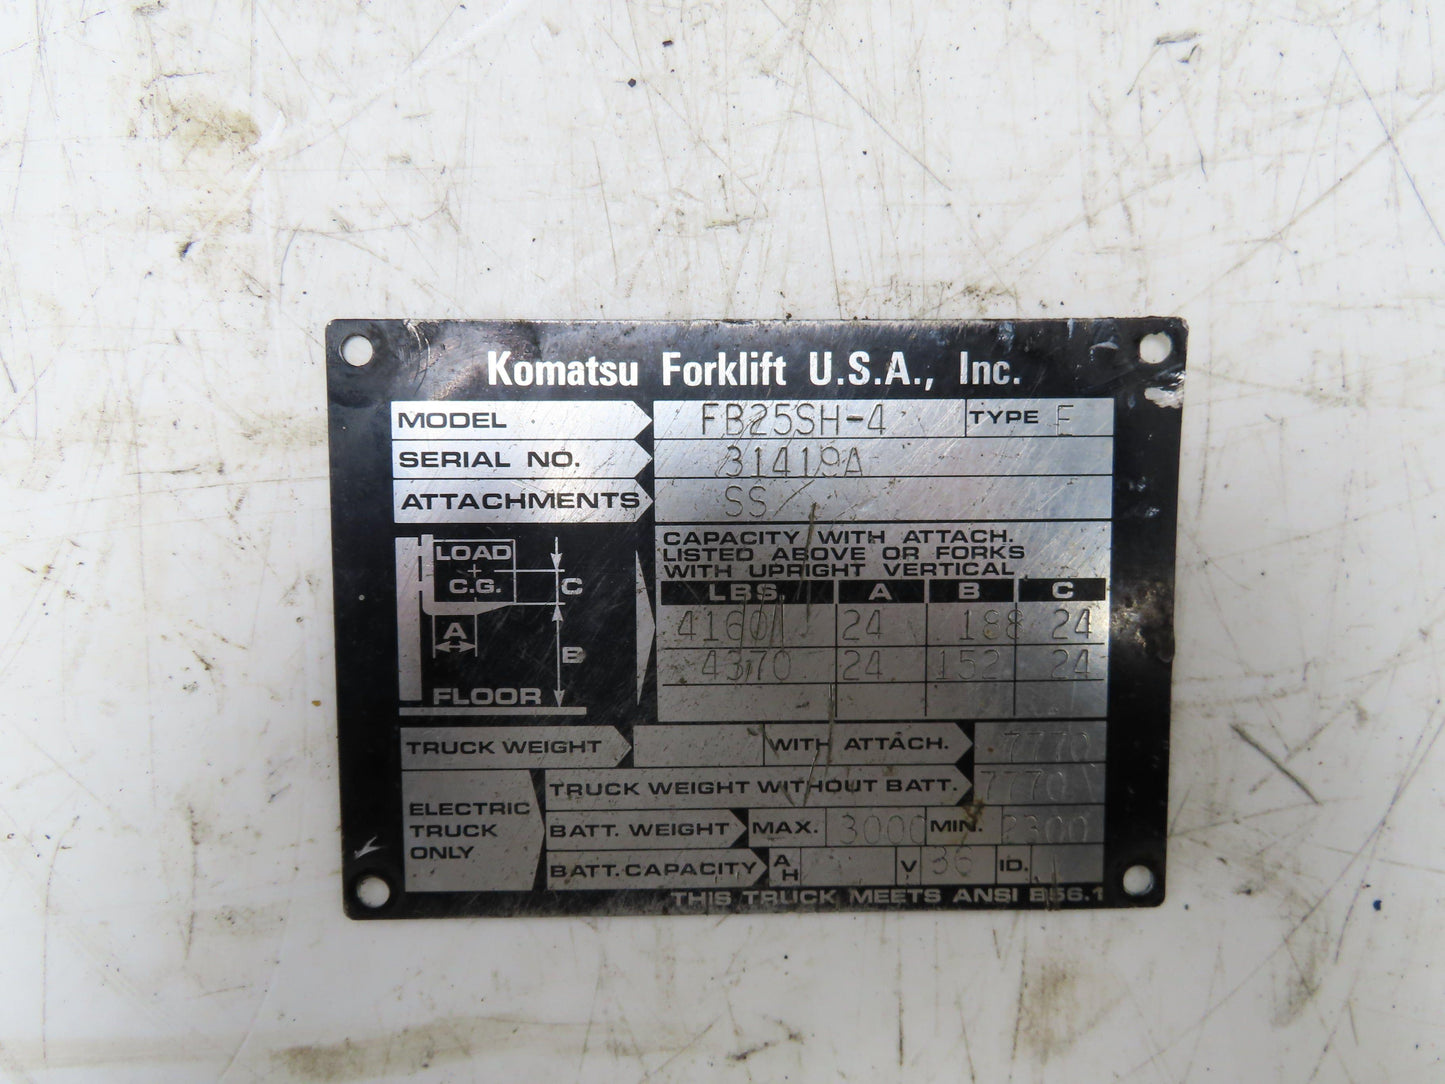 Komatsu Forklift U.S.A., Inc.
MODEL FB25SH-4 TYPE E
SERIAL NO. 31419A
ATTACHMENTS SS
CAPACITY WITH ATTACH.
LISTED ABOVE OR FORKS
WITH UPRIGHT VERTICAL
LOAD
C.G.
C
A
B
FLOOR
LBS. A B C
4160 24 188 24
4370 24 152 24
TRUCK WEIGHT WITH ATTACH. 7770
ELECTRIC
TRUCK
ONLY
TRUCK WEIGHT WITHOUT BATT. 7770
BATT. WEIGHT MAX. 3000 MIN. 2300
BATT. CAPACITY AH V 36 ID.
THIS TRUCK MEETS ANSI B56.1